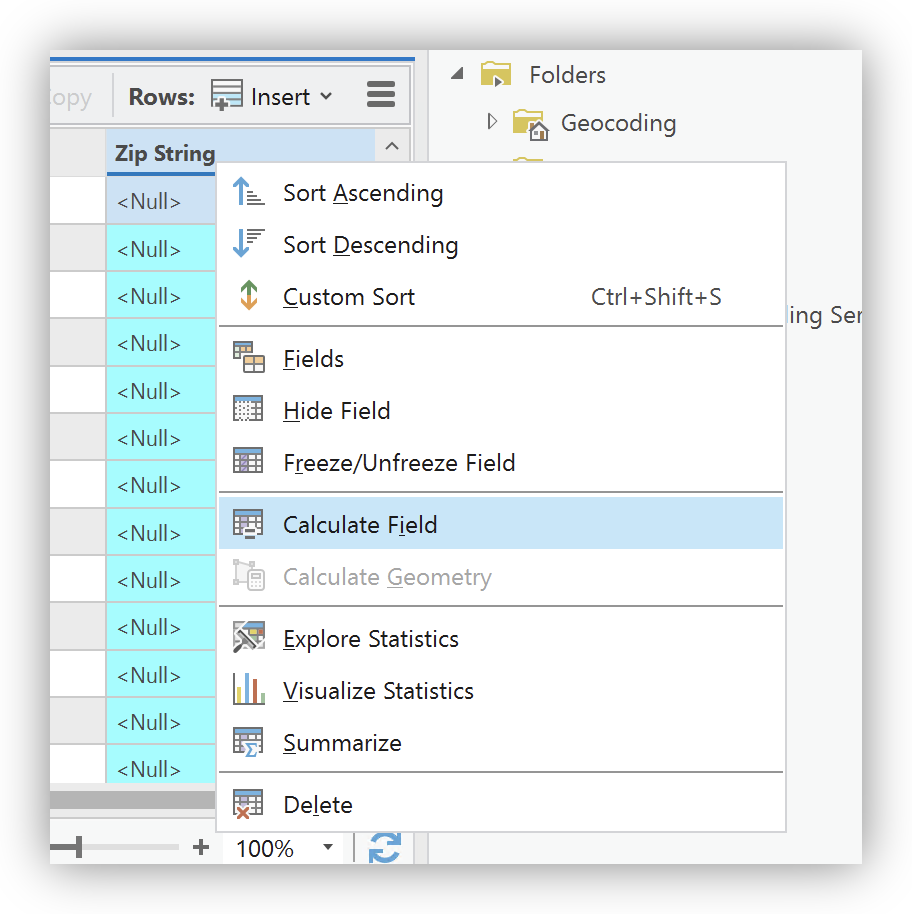 opy Rows: Insert
Folders
Geocoding
Zip String
<Null>
<Null>
<Null>
<Null>
<Null>
<Null>
<Null>
<Null>
<Null>
<Null>
<Null>
<Null>
<Null>
Sort Ascending
Sort Descending
Custom Sort Ctrl+Shift+S
ing Ser
Fields
Hide Field
Freeze/Unfreeze Field
Calculate Field
Calculate Geometry
Explore Statistics
Visualize Statistics
Summarize
Delete
100%